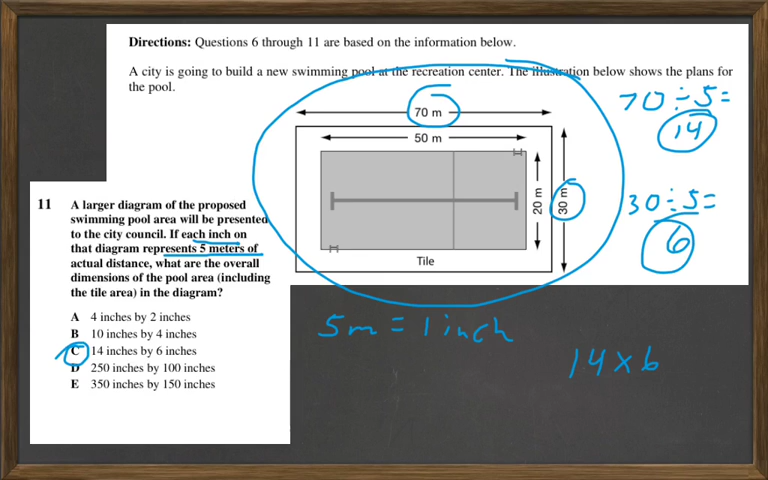 Directions: Questions 6 through 11 are based on the information below.
A city is going to build a new swimming pool at the recreation center. The illustration below shows the plans for
the pool.
70 m
50 m
20 m
30 m
Tile
70 ÷ 5 =
14
30 ÷ 5 =
6
11 A larger diagram of the proposed
swimming pool area will be presented
to the city council. If each inch on
that diagram represents 5 meters of
actual distance, what are the overall
dimensions of the pool area (including
the tile area) in the diagram?
A 4 inches by 2 inches
B 10 inches by 4 inches
C 14 inches by 6 inches
D 250 inches by 100 inches
E 350 inches by 150 inches
5m = 1 inch
14 x 6